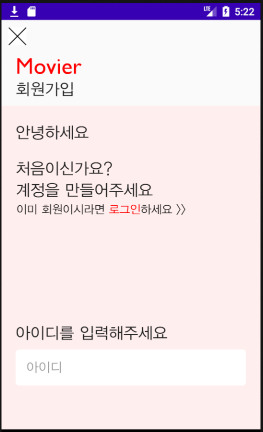 LTE 5:22
Movier
회원가입
안녕하세요
처음이신가요?
계정을 만들어주세요
이미 회원이시라면 로그인하세요 >>
아이디를 입력해주세요
아이디